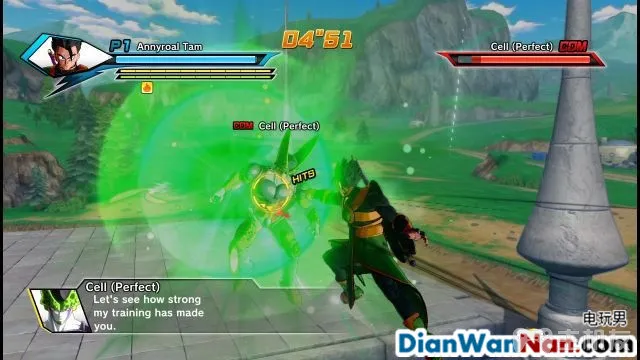 P1 Annyroal Tam
04"51
Cell (Perfect) COM
COM Cell (Perfect)
HITS
Cell (Perfect)
Let's see how strong
my training has made
you.
电玩男
DianWanNan.com